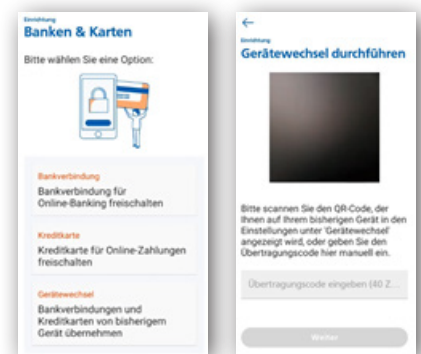 Einrichtung
Banken & Karten
Bitte wählen Sie eine Option:
Bankverbindung
Bankverbindung für
Online-Banking freischalten
Kreditkarte
Kreditkarte für Online-Zahlungen
freischalten
Gerätewechsel
Bankverbindungen und
Kreditkarten von bisherigem
Gerät übernehmen
Einrichtung
Gerätewechsel durchführen
Bitte scannen Sie den QR-Code, der
Ihnen auf Ihrem bisherigen Gerät in den
Einstellungen unter 'Gerätewechsel'
angezeigt wird, oder geben Sie den
Übertragungscode hier manuell ein.
Übertragungscode eingeben (40 Z...
Weiter